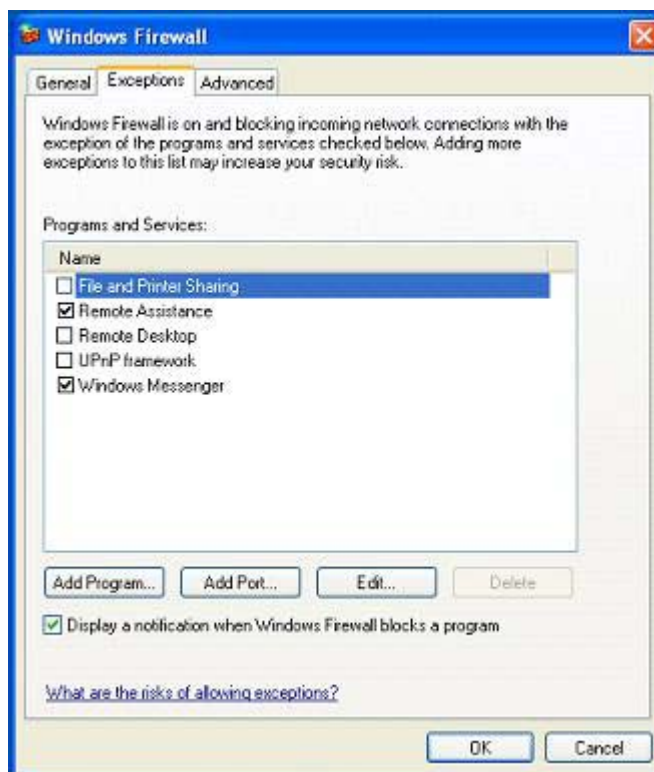 Windows Firewall
General Exceptions Advanced
Windows Firewall is on and blocking incoming network connections with the
exception of the programs and services checked below. Adding more
exceptions to this list may increase your security risk.
Programs and Services:
Name
File and Printer Sharing
Remote Assistance
Remote Desktop
UPnP framework
Windows Messenger
Add Program... Add Port... Edit... Delete
Display a notification when Windows Firewall blocks a program
What are the risks of allowing exceptions?
OK Cancel